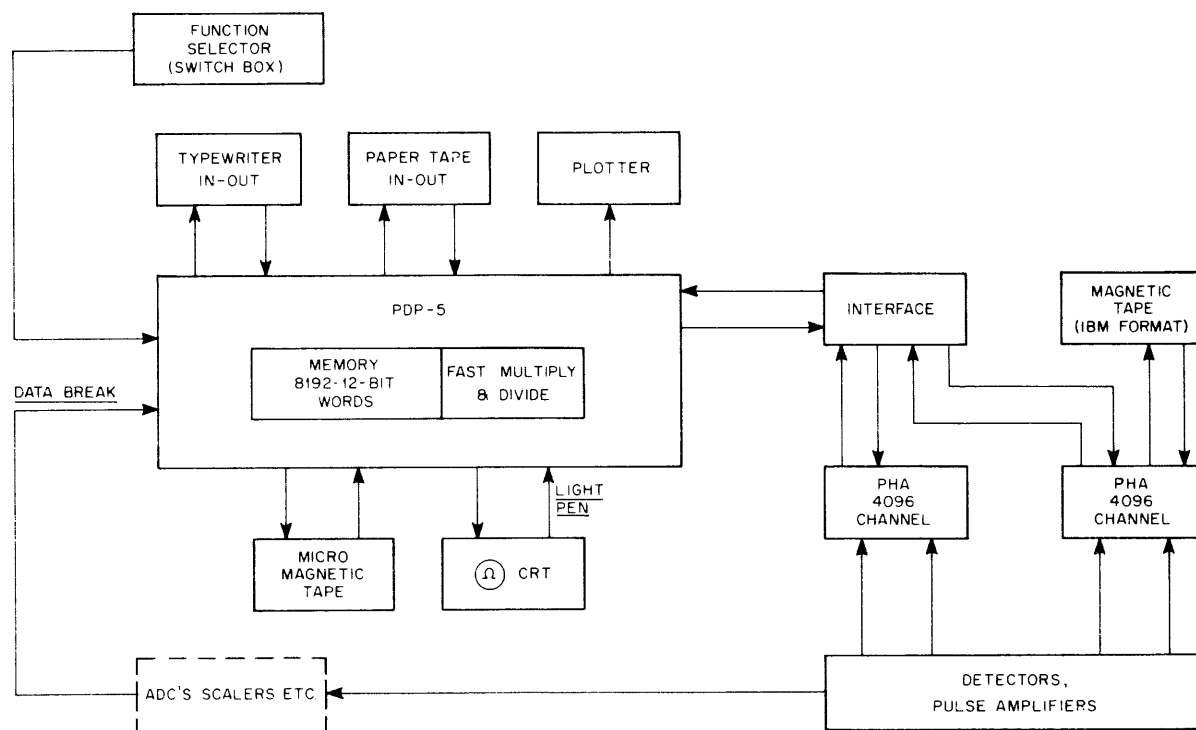 FUNCTION
SELECTOR
(SWITCH BOX)
TYPEWRITER
IN-OUT
PAPER TAPE
IN-OUT
PLOTTER
PDP-5
MEMORY
8192-12-BIT
WORDS
FAST MULTIPLY
& DIVIDE
INTERFACE
MAGNETIC
TAPE
(IBM FORMAT)
DATA BREAK
LIGHT
PEN
PHA
4096
CHANNEL
PHA
4096
CHANNEL
MICRO
MAGNETIC
TAPE
Ω CRT
ADC'S SCALERS ETC
DETECTORS,
PULSE AMPLIFIERS